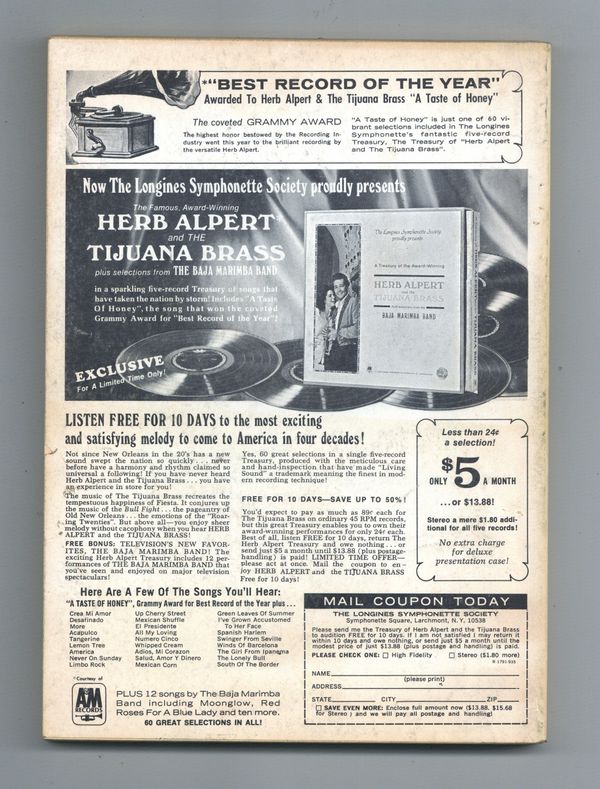 *"BEST RECORD OF THE YEAR"
Awarded To Herb Alpert & The Tijuana Brass "A Taste of Honey"
The coveted GRAMMY AWARD
The highest honor bestowed by the Recording In-
dustry went this year to the brilliant recording by
the versatile Herb Alpert.
"A Taste of Honey" is just one of 60 vi-
brant selections included in The Longines
Symphonette's fantastic five-record
Treasury, The Treasury of "Herb Alpert
and The Tijuana Brass".
Now The Longines Symphonette Society proudly presents
The Famous, Award-Winning
HERB ALPERT*
and THE
TIJUANA BRASS
plus selections from THE BAJA MARIMBA BAND
in a sparkling five-record Treasury of songs that
have taken the nation by storm! Includes "A Taste
Of Honey", the song that won the coveted
Grammy Award for "Best Record of the Year"!
EXCLUSIVE
For A Limited Time Only!
The Longines Symphonette Society
proudly presents
A Treasury of the Award-Winning
HERB ALPERT
and the
TIJUANA BRASS
BAJA MARIMBA BAND
LISTEN FREE FOR 10 DAYS to the most exciting
and satisfying melody to come to America in four decades!
Not since New Orleans in the 20's has a new
sound swept the nation so quickly . . . never
before have a harmony and rhythm claimed so
universal a following! If you have never heard
Herb Alpert and the Tijuana Brass . . . you have
an experience in store for you!
The music of The Tijuana Brass recreates the
tempestuous happiness of Fiesta. It conjures up
the music of the Bull Fight . . . the pageantry of
Old New Orleans . . . the emotions of the "Roar-
ing Twenties". But above all—you enjoy sheer
melody without cacophony when you hear HERB
ALPERT and the TIJUANA BRASS!
FREE BONUS: TELEVISION'S NEW FAVOR-
ITES, THE BAJA MARIMBA BAND! The
exciting Herb Alpert Treasury includes 12 per-
formances of THE BAJA MARIMBA BAND that
you've seen and enjoyed on major television
spectaculars!
Yes, 60 great selections in a single five-record
Treasury, produced with the meticulous care
and hand-inspection that have made "Living
Sound" a trademark meaning the finest in mod-
ern recording technique!
FREE FOR 10 DAYS—SAVE UP TO 50%!
You'd expect to pay as much as 89¢ each for
The Tijuana Brass on ordinary 45 RPM records,
but this great Treasury enables you to own their
award-winning performances for only 24¢ each.
Best of all, listen FREE for 10 days, return The
Herb Alpert Treasury and owe nothing . . . or
send just $5 a month until $13.88 (plus postage-
handling) is paid! LIMITED TIME OFFER—
please act at once. Mail the coupon to en-
joy HERB ALPERT and the TIJUANA BRASS
Free for 10 days!
Less than 24¢
a selection!
ONLY $5 A MONTH
...or $13.88!
Stereo a mere $1.80 addi-
tional for all five records!
No extra charge
for deluxe
presentation case!
Here Are A Few Of The Songs You'll Hear:
"A TASTE OF HONEY", Grammy Award for Best Record of the Year plus . . .
Crea Mi Amor
Desafinado
More
Acapulco
Tangerine
Lemon Tree
America
Never On Sunday
Limbo Rock
Up Cherry Street
Mexican Shuffle
El Presidente
All My Loving
Numero Cinco
Whipped Cream
Adios, Mi Corazon
Salud, Amor Y Dinero
Mexican Corn
Green Leaves Of Summer
I've Grown Accustomed
To Her Face
Spanish Harlem
Swinger From Seville
Winds Of Barcelona
The Girl From Ipangma
The Lonely Bull
South Of The Border
*Courtesy of
A&M
RECORDS
PLUS 12 songs by The Baja Marimba
Band including Moonglow, Red
Roses For A Blue Lady and ten more.
60 GREAT SELECTIONS IN ALL!
MAIL COUPON TODAY
THE LONGINES SYMPHONETTE SOCIETY
Symphonette Square, Larchmont, N.Y. 10538
Please send me the Treasury of Herb Alpert and the Tijuana Brass
to audition FREE for 10 days. If I am not satisfied I may return it
within 10 days and owe nothing, or send just $5 a month until the
modest price of just $13.88 (plus postage and handling) is paid.
PLEASE CHECK ONE: High Fidelity Stereo ($1.80 more)
NAME
(please print)
ADDRESS
STATE CITY ZIP
SAVE EVEN MORE: Enclose full amount now ($13.88, $15.68
for Stereo) and we will pay all postage and handling!